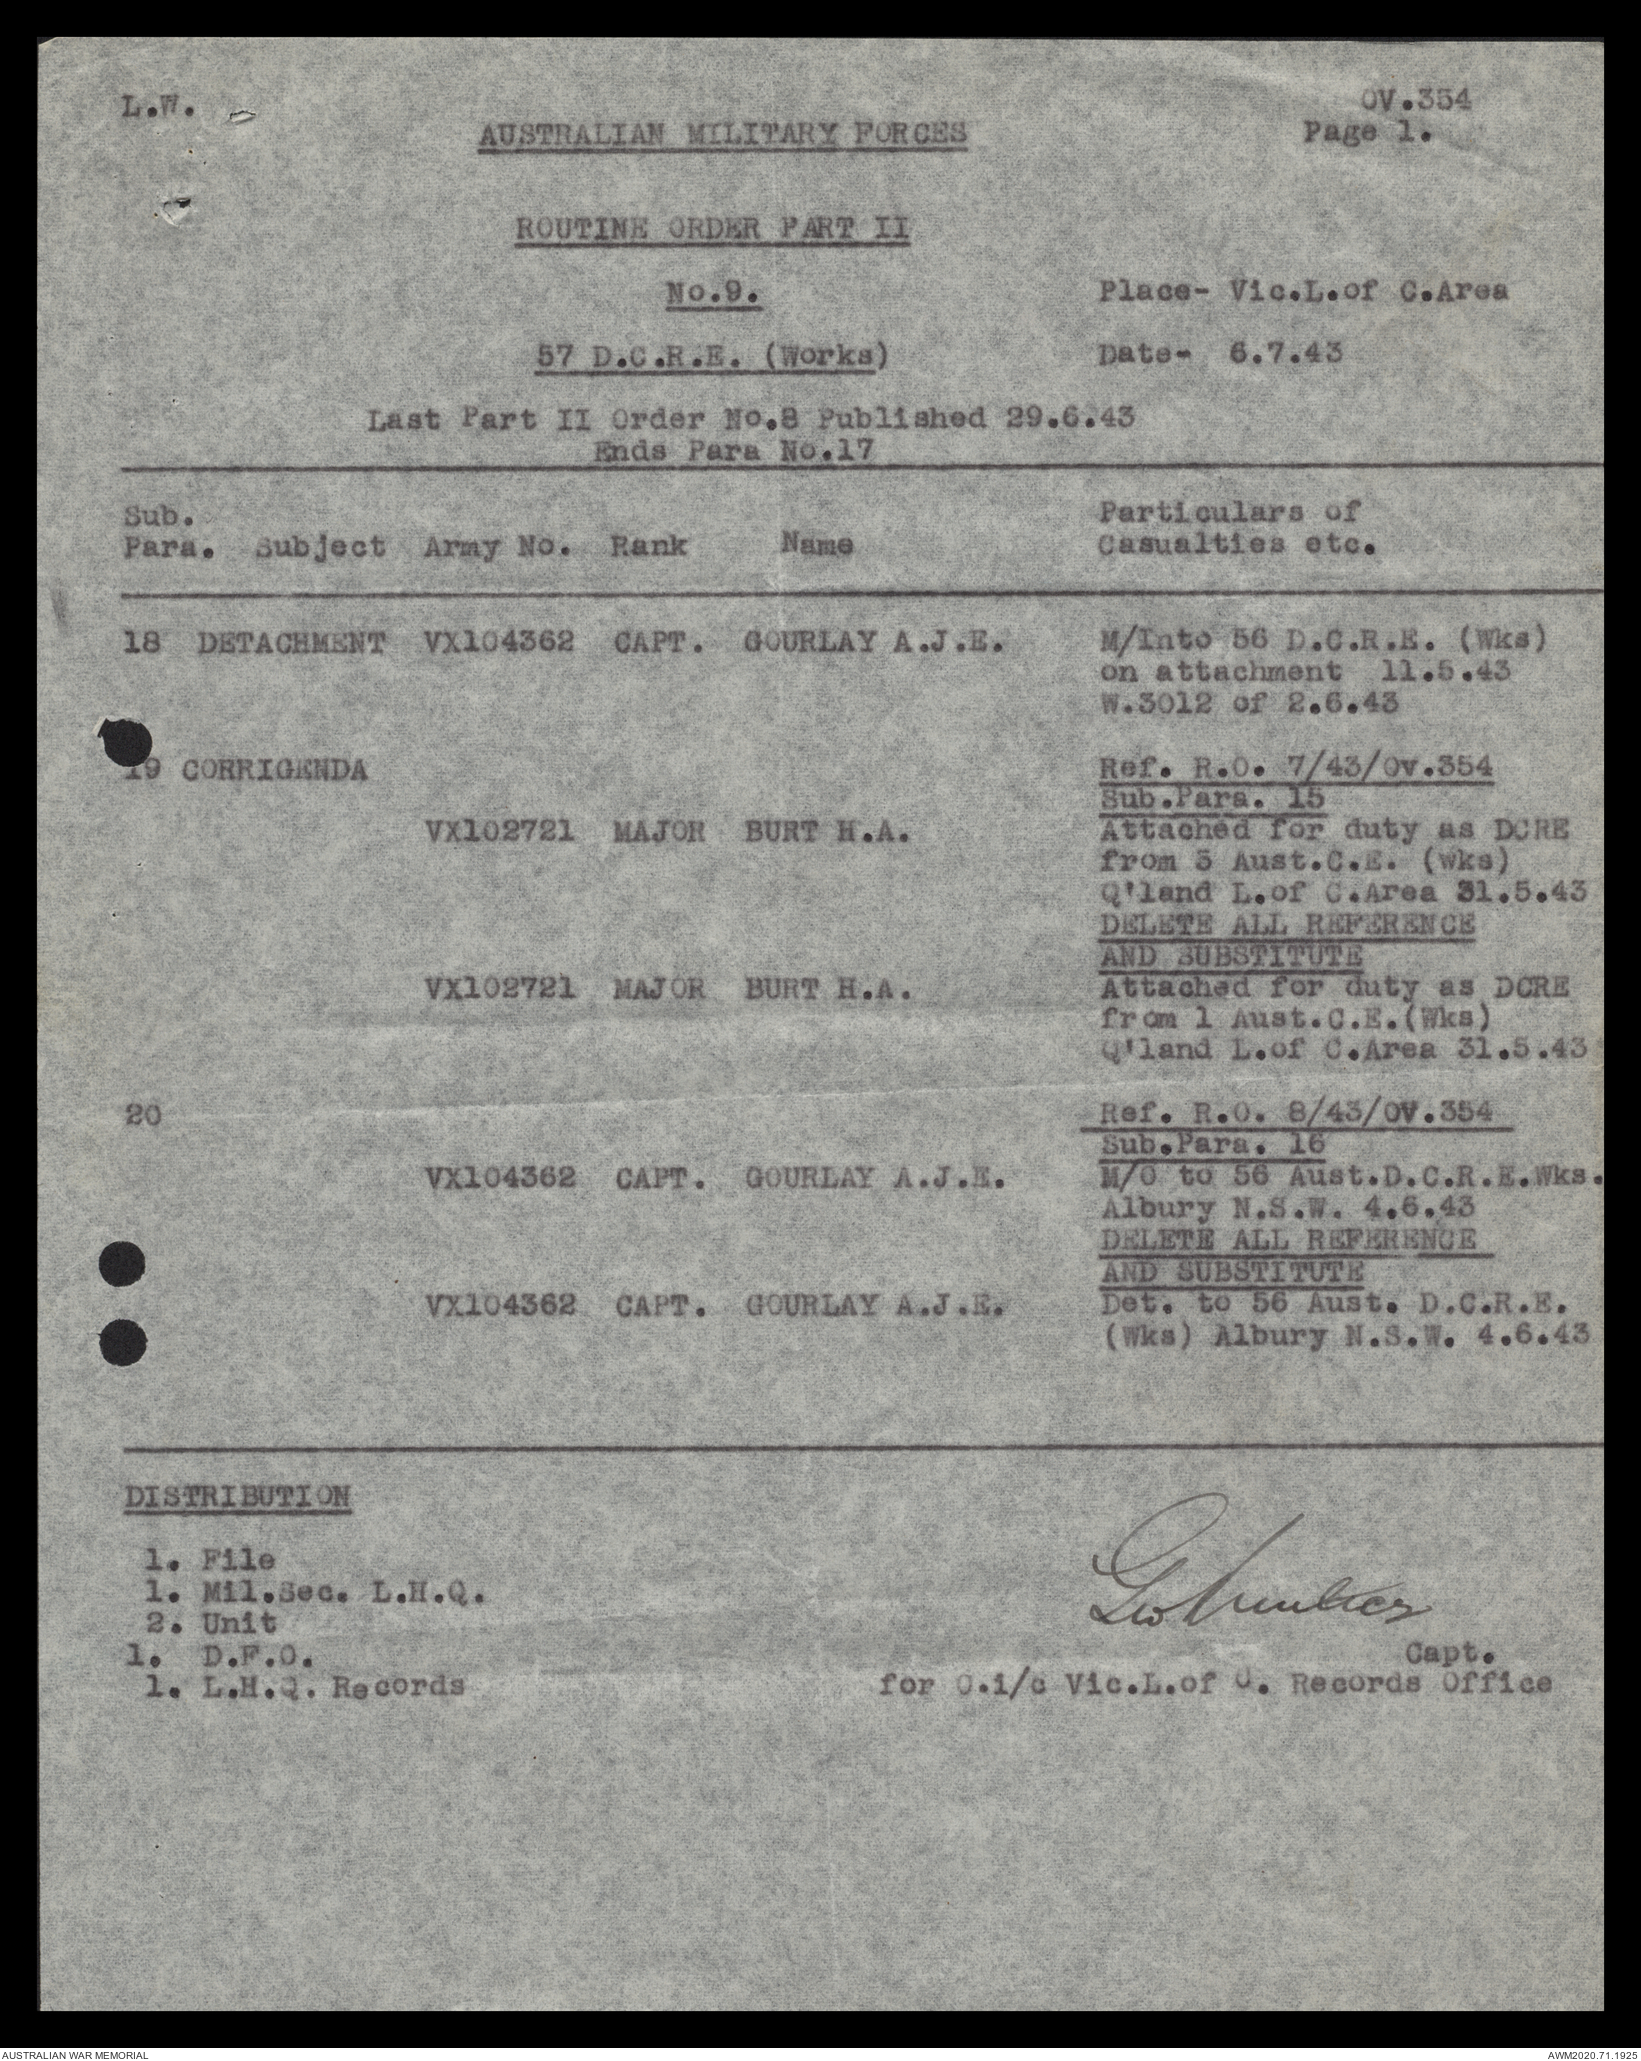 L.W.
OV.354
AUSTRALIAN MILITARY FORCES
Page 1.
ROUTINE ORDER PART II
No.9.
Place- Vic.L.of C.Area
57 D.C.R.E. (Works)
Date- 6.7.43
Last Part II Order No.8 Published 29.6.43
Ends Para No.17
Sub. Particulars of
Para. Subject Army No. Rank Name Casualties etc.
18 DETACHMENT VX104362 CAPT. GOURLAY A.J.E. M/Into 56 D.C.R.E. (Wks)
on attachment 11.5.43
W.3012 of 2.6.43
19 CORRIGENDA Ref. R.O. 7/43/Ov.354
Sub.Para. 15
VX102721 MAJOR BURT H.A. Attached for duty as DCRE
from 3 Aust.C.E. (wks)
Q'land L.of C.Area 31.5.43
DELETE ALL REFERENCE
AND SUBSTITUTE
VX102721 MAJOR BURT H.A. Attached for duty as DCRE
from 1 Aust.C.E.(Wks)
Q'land L.of C.Area 31.5.43
20 Ref. R.O. 8/43/OV.354
Sub.Para. 16
VX104362 CAPT. GOURLAY A.J.E. M/O to 56 Aust.D.C.R.E.Wks.
Albury N.S.W. 4.6.43
DELETE ALL REFERENCE
AND SUBSTITUTE
VX104362 CAPT. GOURLAY A.J.E. Det. to 56 Aust. D.C.R.E.
(Wks) Albury N.S.W. 4.6.43
DISTRIBUTION
1. File
1. Mil.Sec. L.H.Q.
2. Unit
1. D.F.O.
1. L.H.Q. Records
Capt.
for O.i/c Vic.L.of C. Records Office
AUSTRALIAN WAR MEMORIAL
AWM2020.71.1925